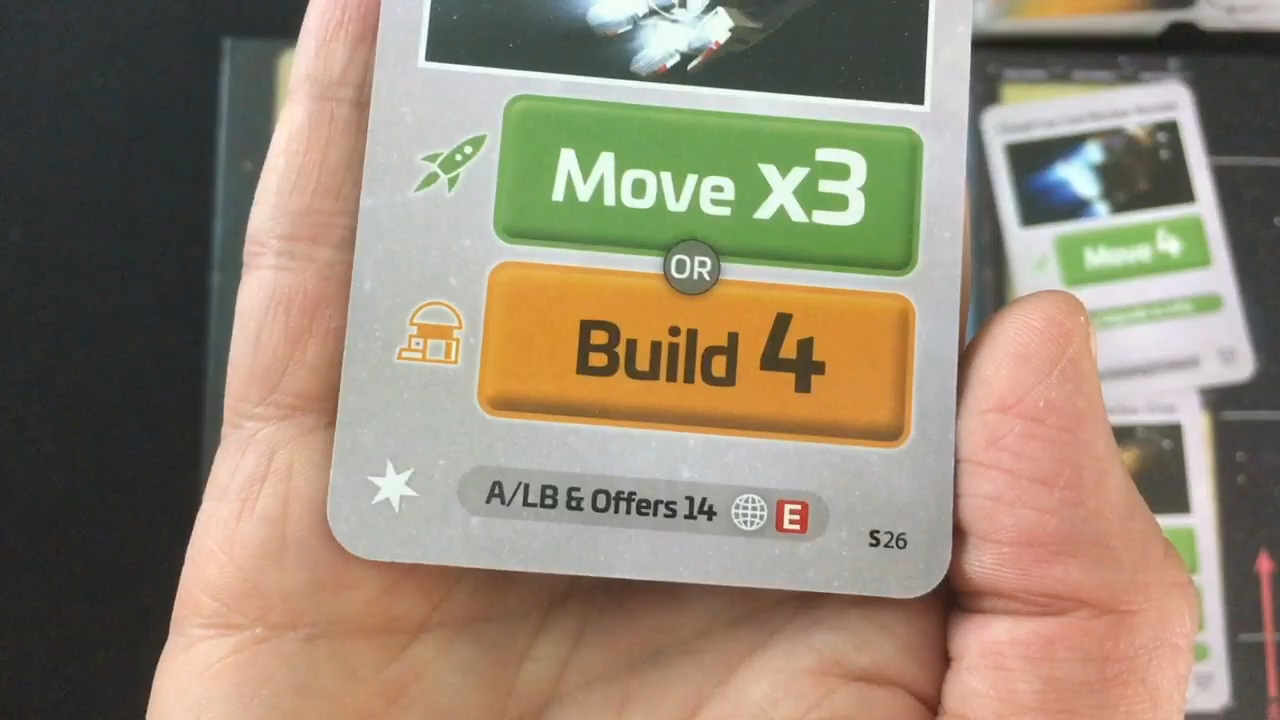 Move x3
OR
Build 4
A/LB & Offers 14 E
S26
Move 4